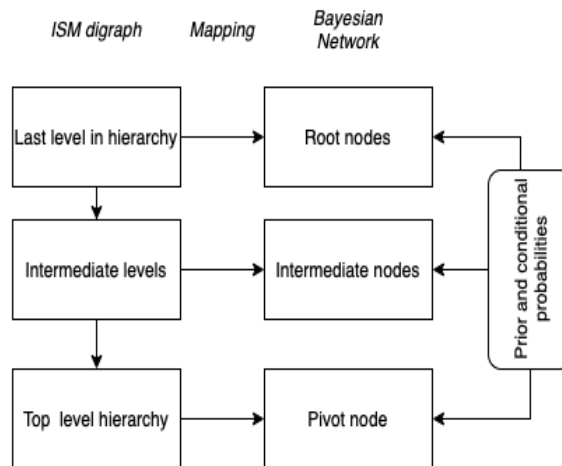 ISM digraph
Mapping
Bayesian
Network
Last level in hierarchy
Root nodes
Intermediate levels
Intermediate nodes
Prior and conditional
probabilities
Top level hierarchy
Pivot node